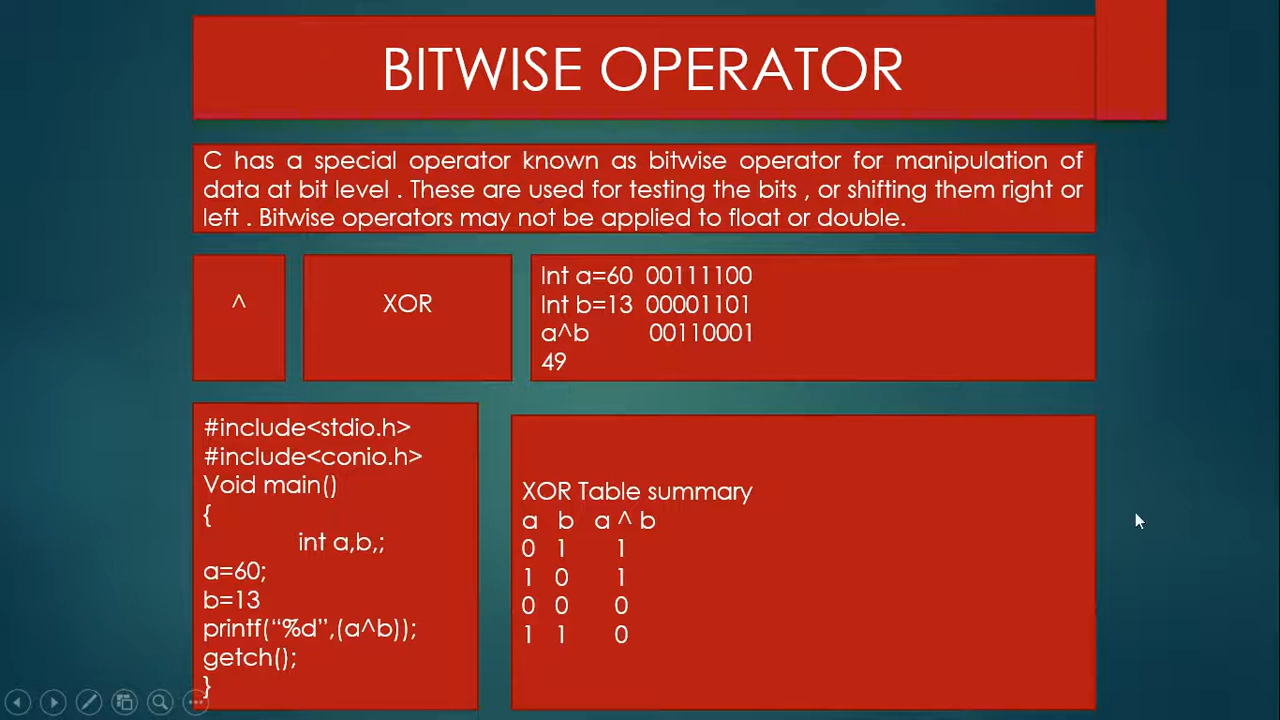 BITWISE OPERATOR
C has a special operator known as bitwise operator for manipulation of
data at bit level . These are used for testing the bits , or shifting them right or
left . Bitwise operators may not be applied to float or double.
^
XOR
Int a=60 00111100
Int b=13 00001101
a^b 00110001
49
#include<stdio.h>
#include<conio.h>
Void main()
{
int a,b,;
a=60;
b=13
printf(“%d”,(a^b));
getch();
}
XOR Table summary
a b a ^ b
0 1 1
1 0 1
0 0 0
1 1 0